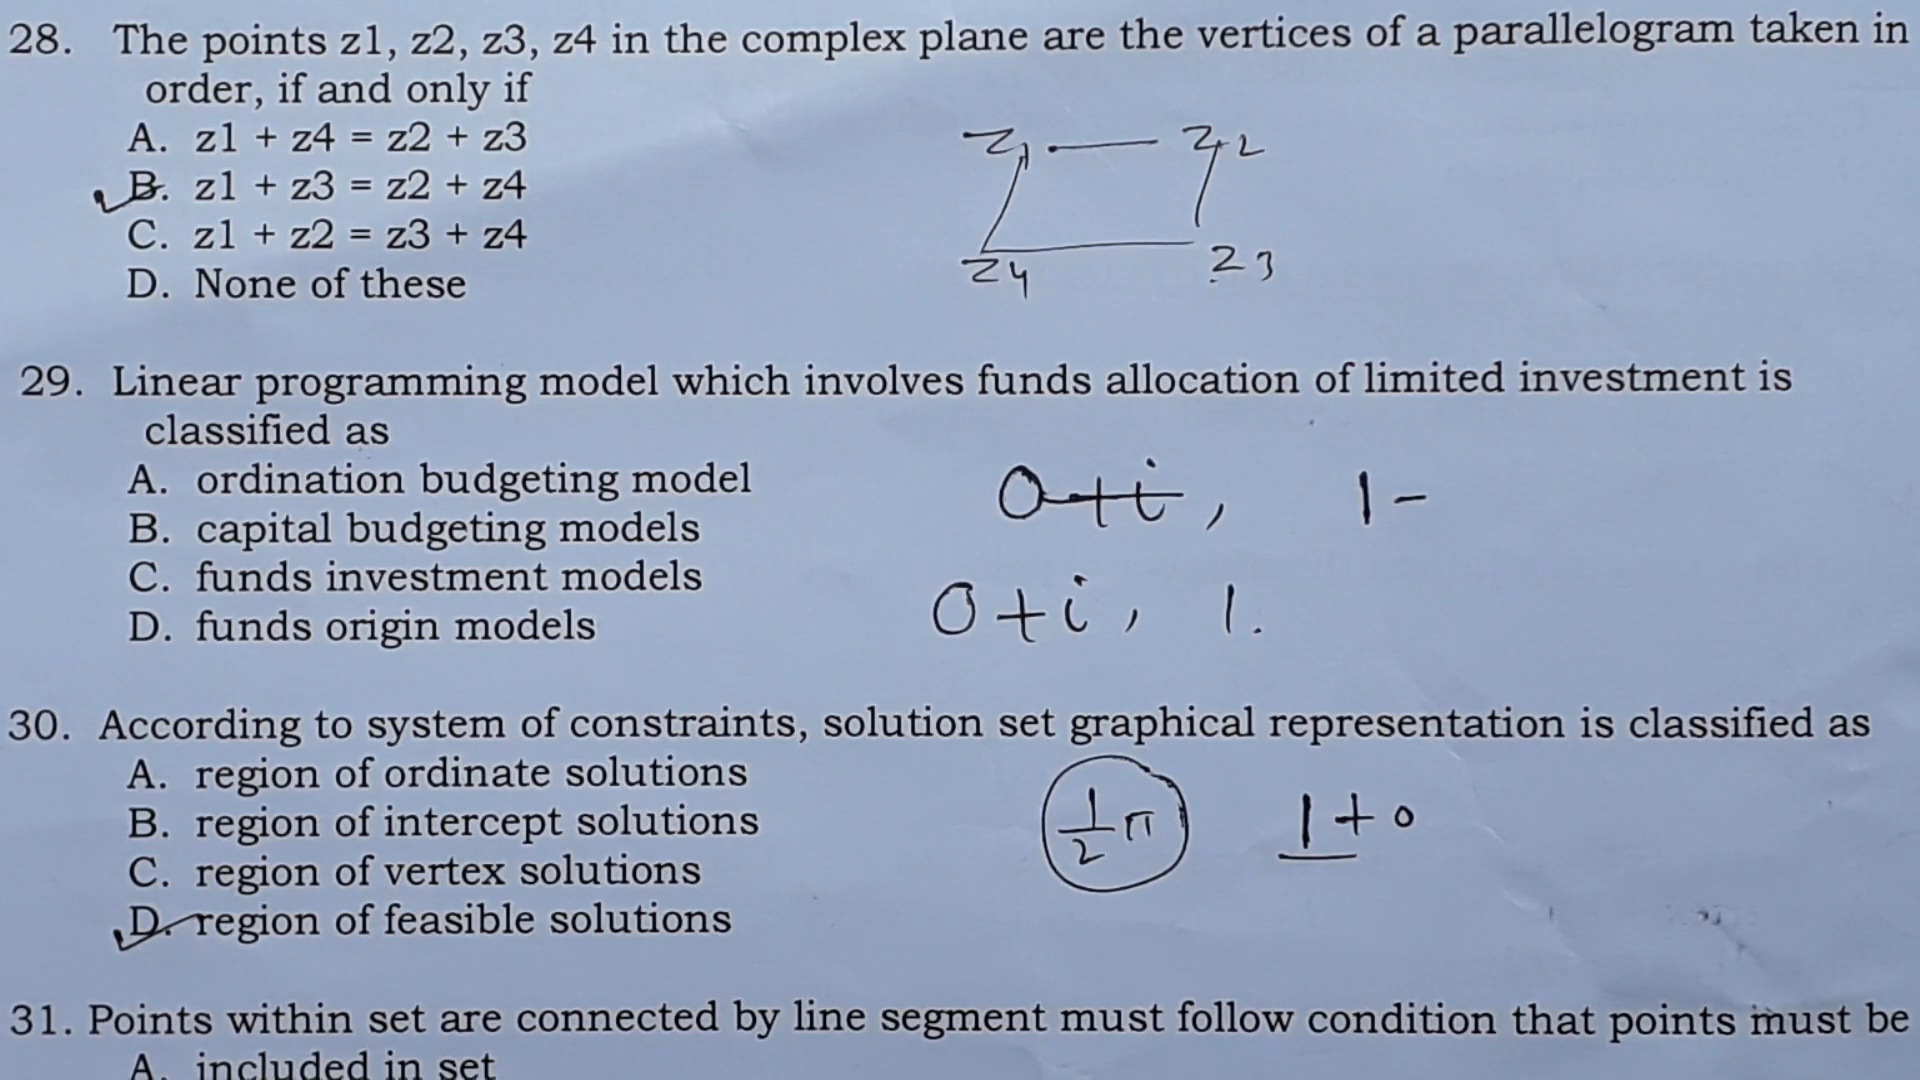 28. The points z1, z2, z3, z4 in the complex plane are the vertices of a parallelogram taken in
order, if and only if
A. z1 + z4 = z2 + z3
B. z1 + z3 = z2 + z4
C. z1 + z2 = z3 + z4
D. None of these
z1 z2
z4 z3
29. Linear programming model which involves funds allocation of limited investment is
classified as
A. ordination budgeting model
B. capital budgeting models
C. funds investment models
D. funds origin models
0+i, 1-
0+i, 1.
30. According to system of constraints, solution set graphical representation is classified as
A. region of ordinate solutions
B. region of intercept solutions
C. region of vertex solutions
D. region of feasible solutions
1/2 π 1+0
31. Points within set are connected by line segment must follow condition that points must be
A. included in set